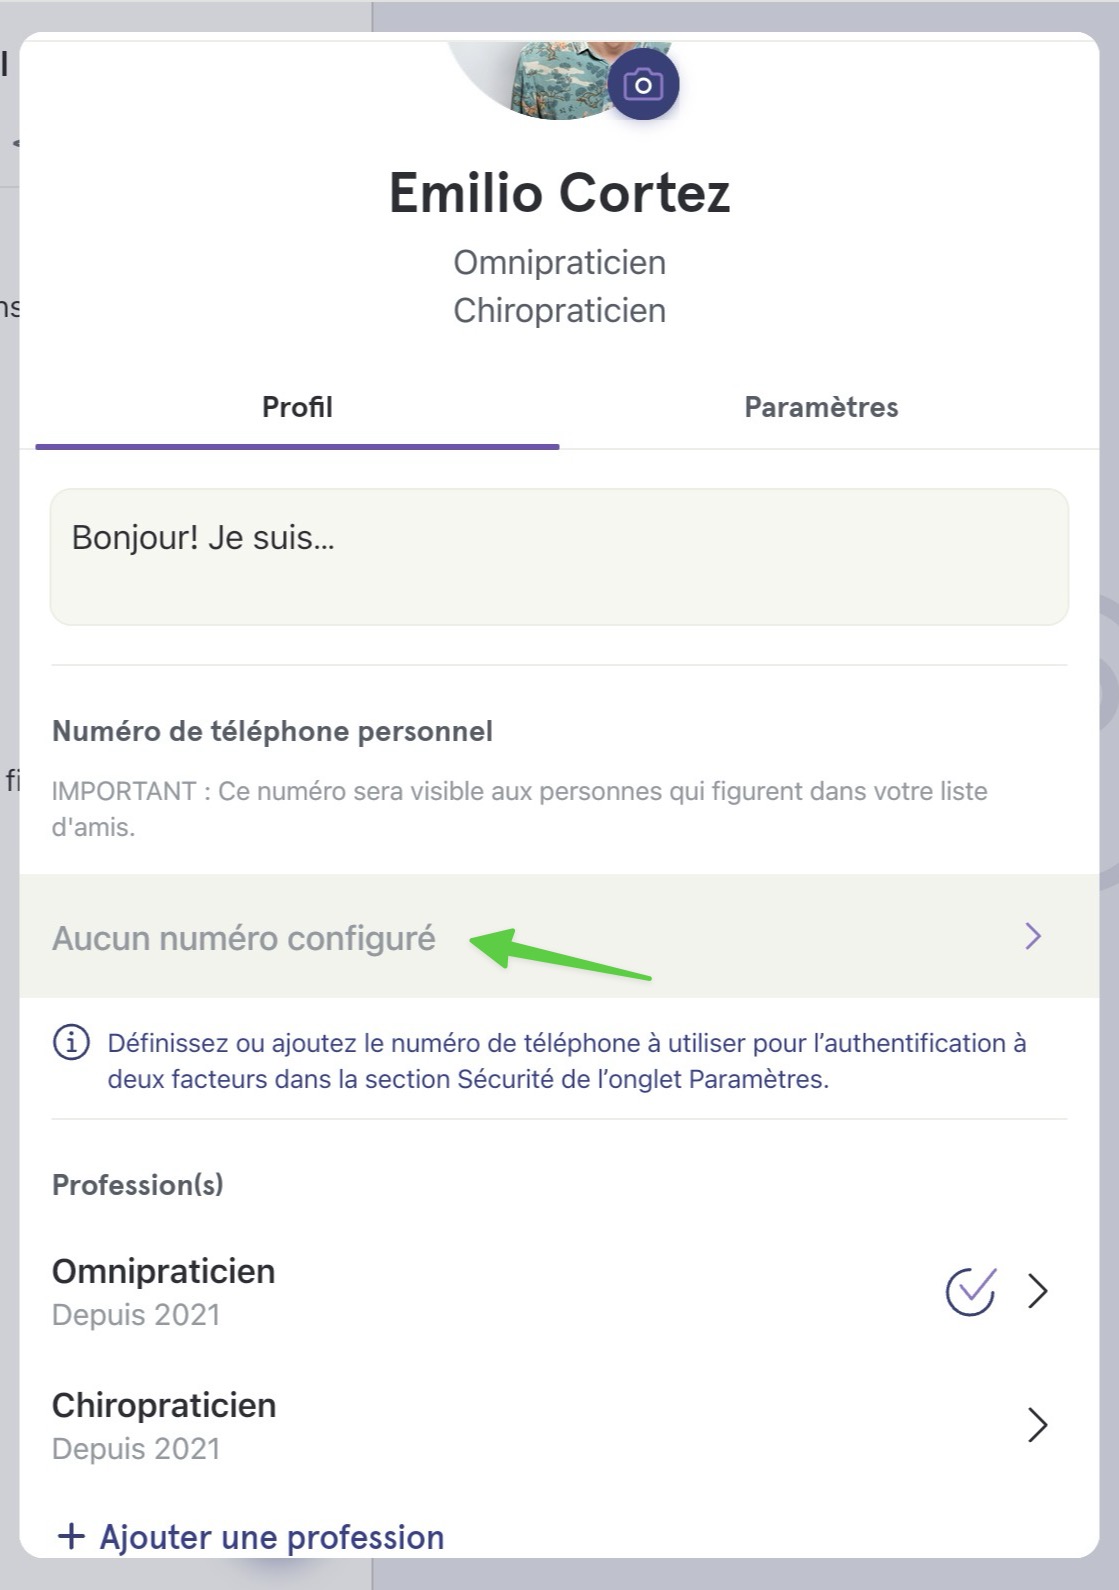 Emilio Cortez
Omnipraticien
Chiropraticien
Profil
Paramètres
Bonjour! Je suis...
Numéro de téléphone personnel
IMPORTANT : Ce numéro sera visible aux personnes qui figurent dans votre liste
d'amis.
Aucun numéro configuré
Définissez ou ajoutez le numéro de téléphone à utiliser pour l’authentification à
deux facteurs dans la section Sécurité de l’onglet Paramètres.
Profession(s)
Omnipraticien
Depuis 2021
Chiropraticien
Depuis 2021
+ Ajouter une profession